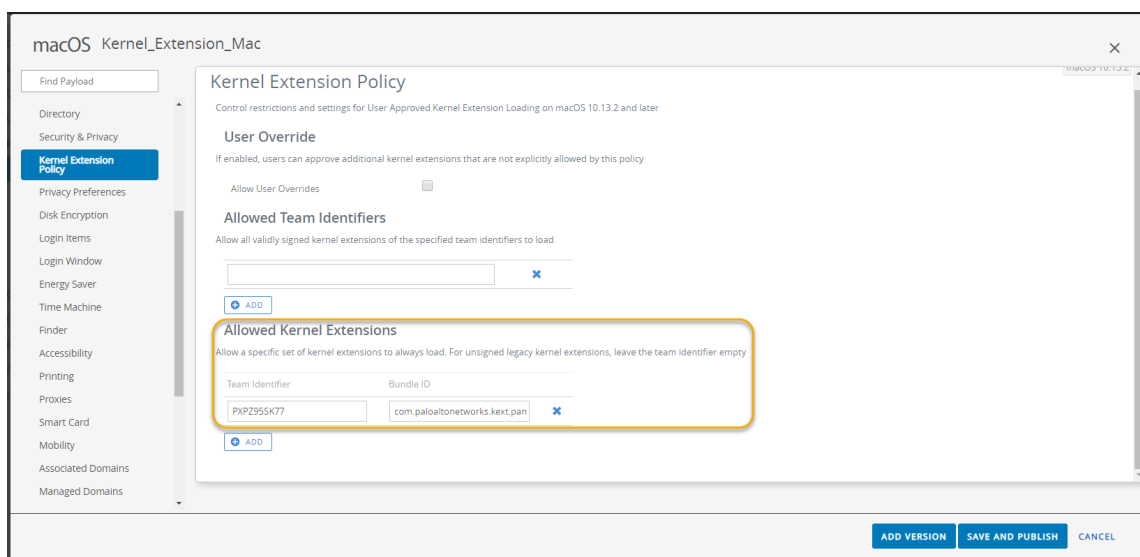 macOS Kernel_Extension_Mac
Find Payload
Directory
Security & Privacy
Kernel Extension
Policy
Privacy Preferences
Disk Encryption
Login Items
Login Window
Energy Saver
Time Machine
Finder
Accessibility
Printing
Proxies
Smart Card
Mobility
Associated Domains
Managed Domains
macOS 10.13.2
Kernel Extension Policy
Control restrictions and settings for User Approved Kernel Extension Loading on macOS 10.13.2 and later
User Override
If enabled, users can approve additional kernel extensions that are not explicitly allowed by this policy
Allow User Overrides
Allowed Team Identifiers
Allow all validly signed kernel extensions of the specified team identifiers to load
ADD
Allowed Kernel Extensions
Allow a specific set of kernel extensions to always load. For unsigned legacy kernel extensions, leave the team identifier empty
Team Identifier Bundle ID
PXPZ95SK77 com.paloaltonetworks.kext.pan
ADD
ADD VERSION SAVE AND PUBLISH CANCEL